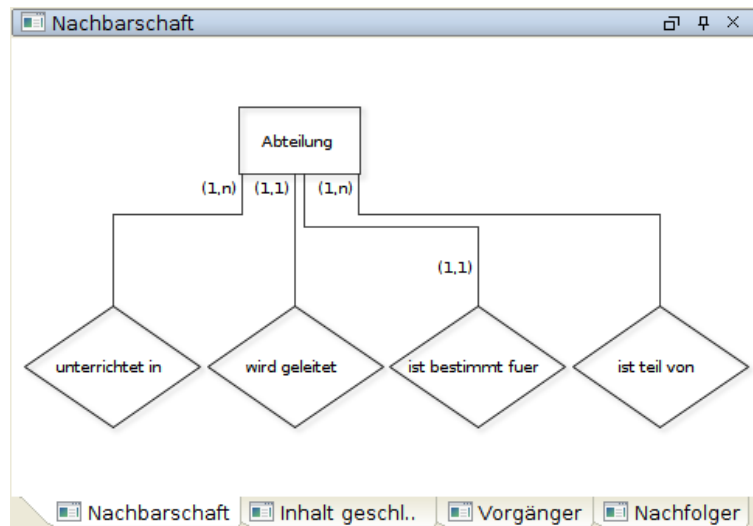 Nachbarschaft
Abteilung
(1,n) (1,1) (1,n)
(1,1)
unterrichtet in wird geleitet ist bestimmt fuer ist teil von
Nachbarschaft Inhalt geschl.. Vorgänger Nachfolger